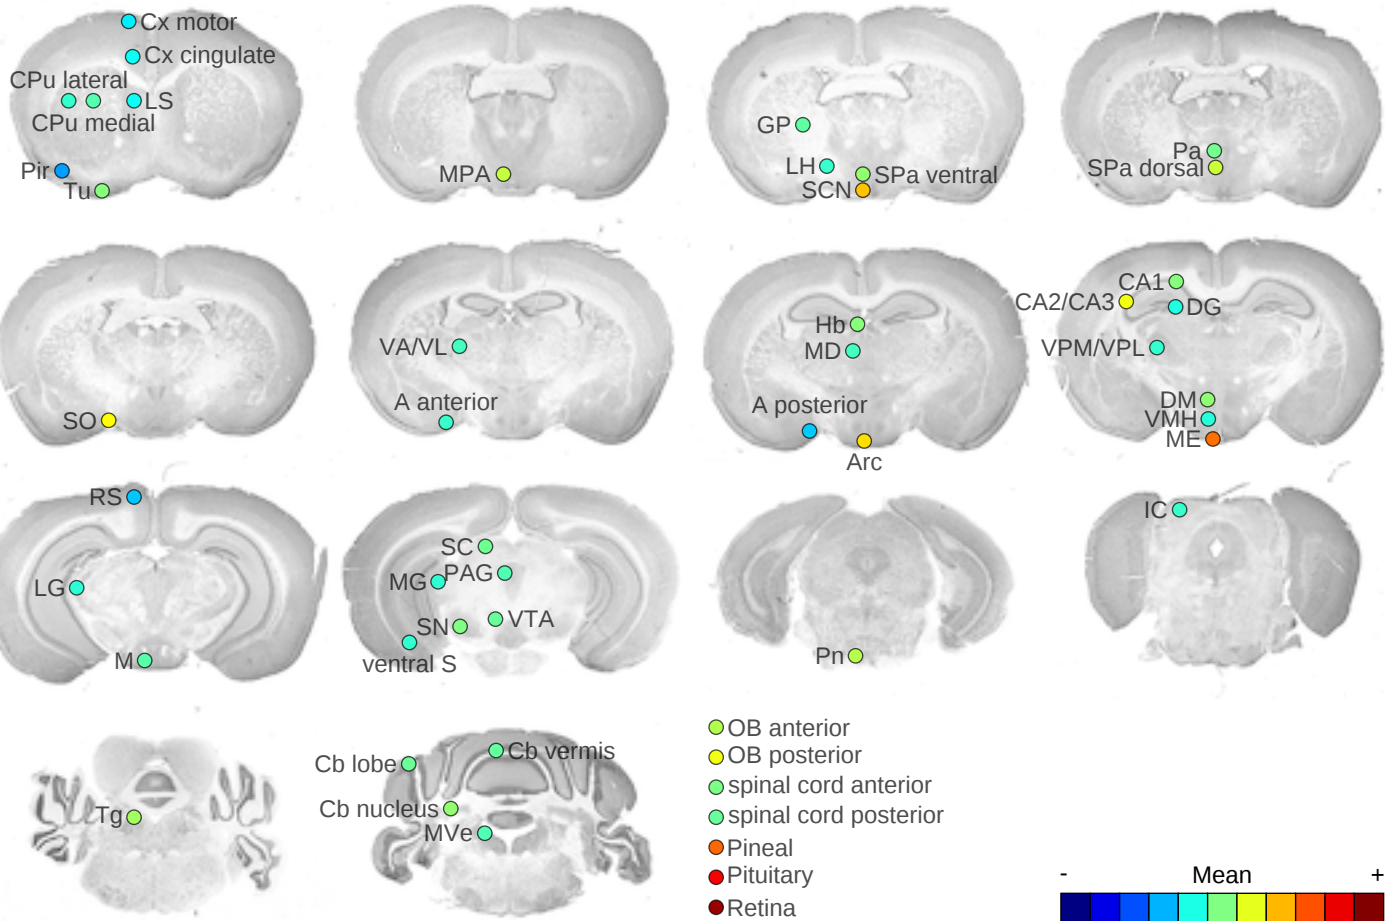 Cx motor
Cx cingulate
CPu lateral
LS
CPu medial
Pir
Tu
MPA
GP
LH
SPa ventral
SCN
Pa
SPa dorsal
SO
VA/VL
A anterior
Hb
MD
A posterior
Arc
CA1
CA2/CA3
DG
VPM/VPL
DM
VMH
ME
RS
LG
M
SC
PAG
MG
VTA
SN
ventral S
Pn
IC
Tg
Cb lobe
Cb vermis
Cb nucleus
MVe
OB anterior
OB posterior
spinal cord anterior
spinal cord posterior
Pineal
Pituitary
Retina
- Mean +